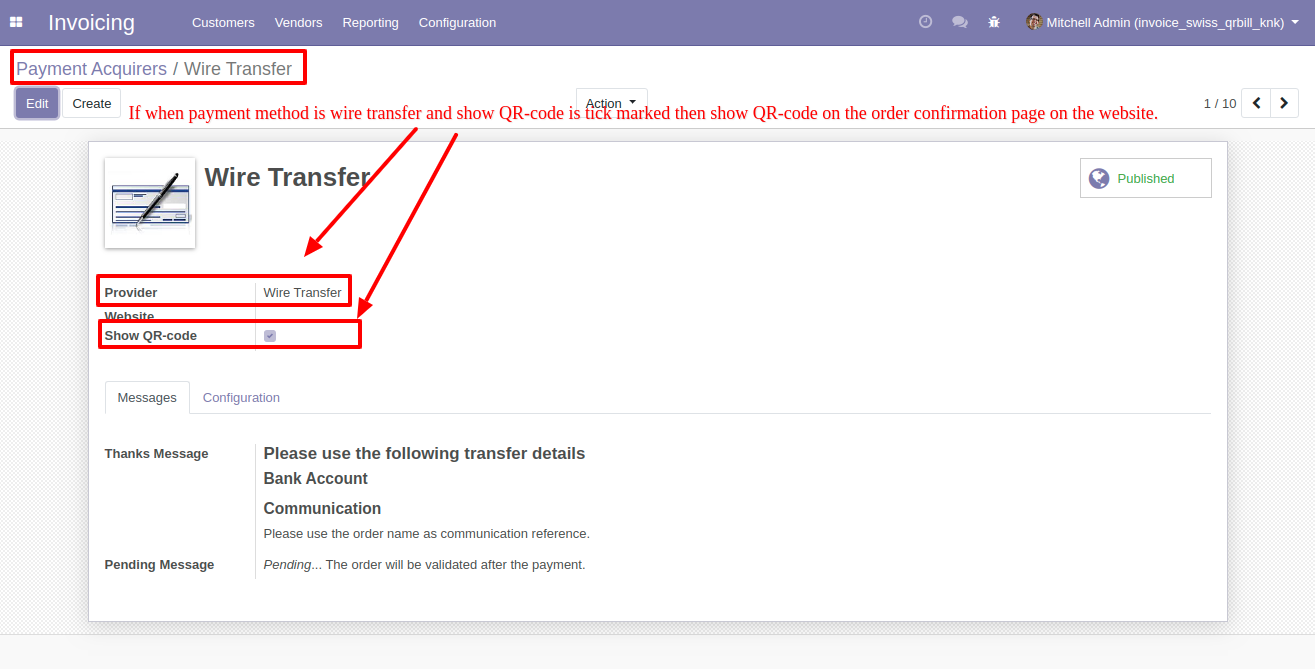 Invoicing Customers Vendors Reporting Configuration Mitchell Admin (invoice_swiss_qrbill_knk)
Payment Acquirers / Wire Transfer
Edit Create Action 1 / 10
If when payment method is wire transfer and show QR-code is tick marked then show QR-code on the order confirmation page on the website.
Wire Transfer
Published
Provider Wire Transfer
Website
Show QR-code
Messages Configuration
Thanks Message Please use the following transfer details
Bank Account
Communication
Please use the order name as communication reference.
Pending Message Pending... The order will be validated after the payment.